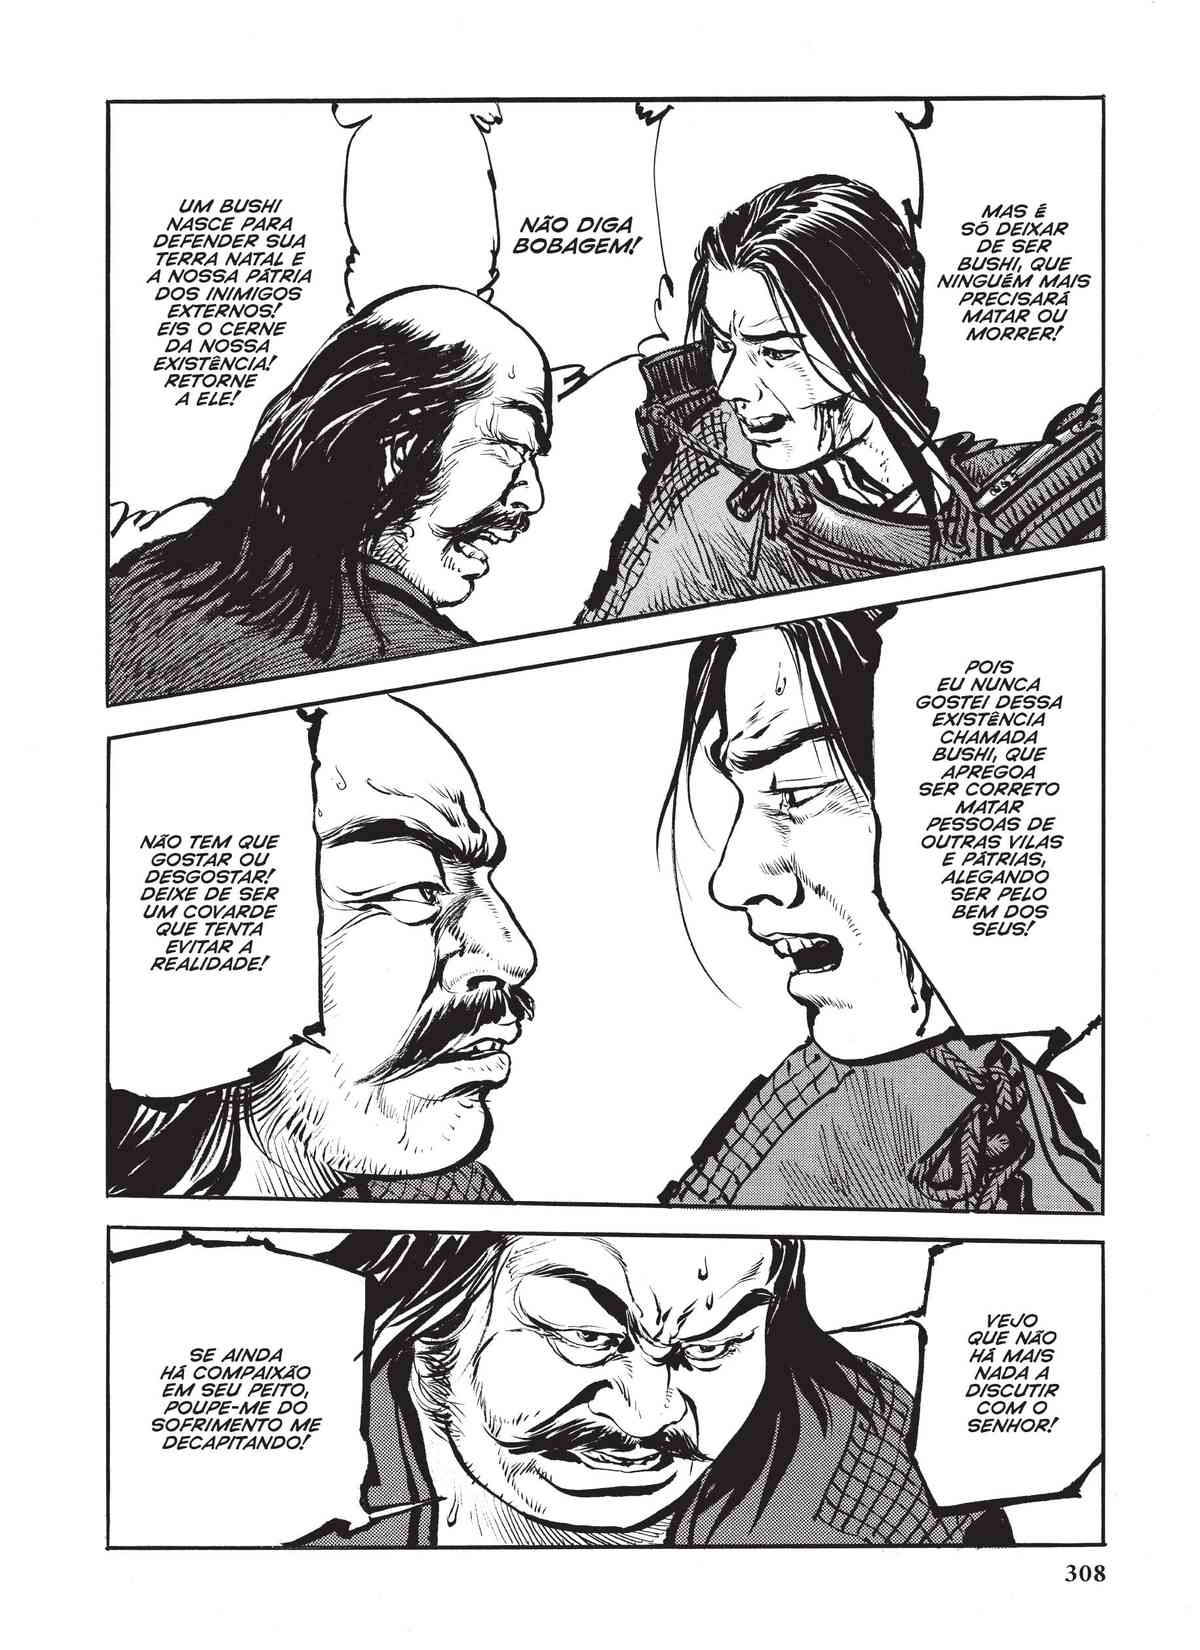 MAS É
SÓ DEIXAR
DE SER
BUSHI, QUE
NINGUÉM MAIS
PRECISARÁ
MATAR OU
MORRER!
NÃO DIGA
BOBAGEM!
UM BUSHI
NASCE PARA
DEFENDER SUA
TERRA NATAL E
A NOSSA PÁTRIA
DOS INIMIGOS
EXTERNOS!
EIS O CERNE
DA NOSSA
EXISTÊNCIA!
RETORNE
A ELE!
POIS
EU NUNCA
GOSTEI DESSA
EXISTÊNCIA
CHAMADA
BUSHI, QUE
APREGOA
SER CORRETO
MATAR
PESSOAS DE
OUTRAS VILAS
E PÁTRIAS,
ALEGANDO
SER PELO
BEM DOS
SEUS!
NÃO TEM QUE
GOSTAR OU
DESGOSTAR!
DEIXE DE SER
UM COVARDE
QUE TENTA
EVITAR A
REALIDADE!
VEJO
QUE NÃO
HÁ MAIS
NADA A
DISCUTIR
COM O
SENHOR!
SE AINDA
HÁ COMPAIXÃO
EM SEU PEITO,
POUPE-ME DO
SOFRIMENTO ME
DECAPITANDO!
308